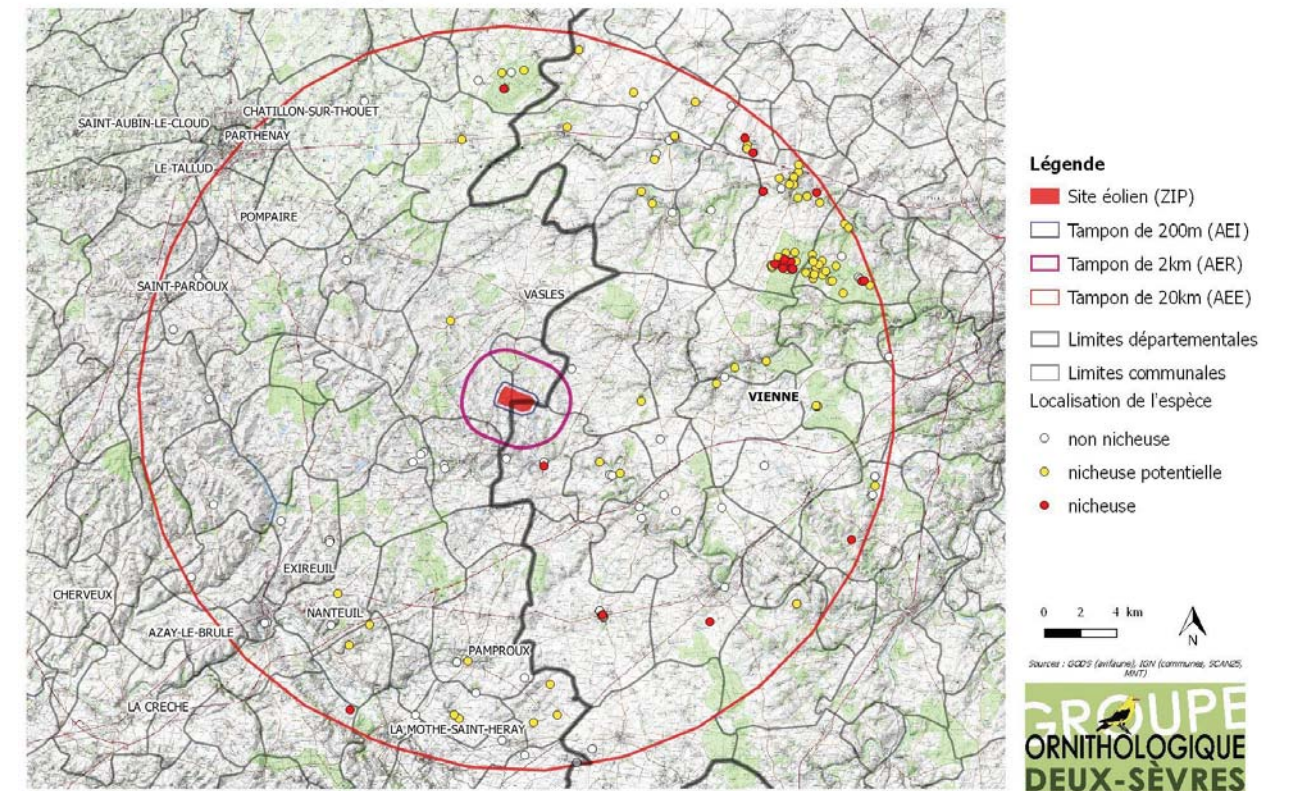 CHATILLON-SUR-THOUET
SAINT-AUBIN-LE-CLOUD
PARTHENAY
LE TALLUD
POMPAIRE
SAINT-PARDOUX
VASLES
VIENNE
EXIREUIL
CHERVEUX
NANTEUIL
AZAY-LE-BRULE
PAMPROUX
LA CRECHE
LA MOTHE-SAINT-HERAY
Légende
Site éolien (ZIP)
Tampon de 200m (AEI)
Tampon de 2km (AER)
Tampon de 20km (AEE)
Limites départementales
Limites communales
Localisation de l'espèce
non nicheuse
nicheuse potentielle
nicheuse
0 2 4 km
N
Sources : GODS (avifaune), IGN (communes, SCAN25,
MNT)
GROUPE
ORNITHOLOGIQUE
DEUX-SÈVRES